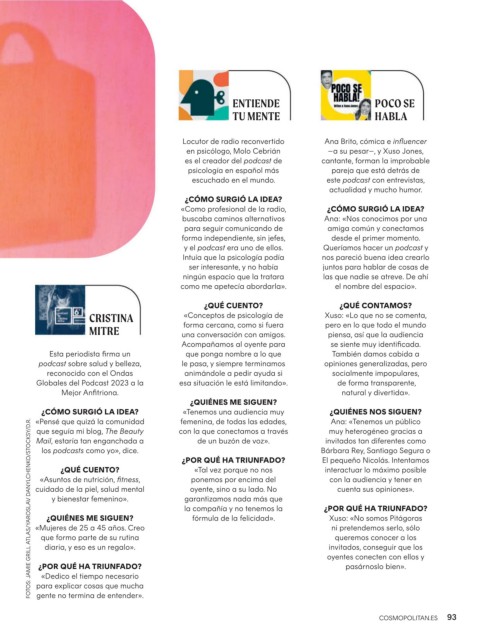 CRISTINA
MITRE
Esta periodista firma un
podcast sobre salud y belleza,
reconocido con el Ondas
Globales del Podcast 2023 a la
Mejor Anfitriona.
¿CÓMO SURGIÓ LA IDEA?
«Pensé que quizá la comunidad
que seguía mi blog, The Beauty
Mail, estaría tan enganchada a
los podcasts como yo», dice.
¿QUÉ CUENTO?
«Asuntos de nutrición, fitness,
cuidado de la piel, salud mental
y bienestar femenino».
¿QUIÉNES ME SIGUEN?
«Mujeres de 25 a 45 años. Creo
que formo parte de su rutina
diaria, y eso es un regalo».
¿POR QUÉ HA TRIUNFADO?
«Dedico el tiempo necesario
para explicar cosas que mucha
gente no termina de entender».
ENTIENDE
TU MENTE
Locutor de radio reconvertido
en psicólogo, Molo Cebrián
es el creador del podcast de
psicología en español más
escuchado en el mundo.
¿CÓMO SURGIÓ LA IDEA?
«Como profesional de la radio,
buscaba caminos alternativos
para seguir comunicando de
forma independiente, sin jefes,
y el podcast era uno de ellos.
Intuía que la psicología podía
ser interesante, y no había
ningún espacio que la tratara
como me apetecía abordarla».
¿QUÉ CUENTO?
«Conceptos de psicología de
forma cercana, como si fuera
una conversación con amigos.
Acompañamos al oyente para
que ponga nombre a lo que
le pasa, y siempre terminamos
animándole a pedir ayuda si
esa situación le está limitando».
¿QUIÉNES ME SIGUEN?
«Tenemos una audiencia muy
femenina, de todas las edades,
con la que conectamos a través
de un buzón de voz».
¿POR QUÉ HA TRIUNFADO?
«Tal vez porque no nos
ponemos por encima del
oyente, sino a su lado. No
garantizamos nada más que
la compañía y no tenemos la
fórmula de la felicidad».
POCO SE
HABLA!
POCO SE
HABLA
Ana Brito, cómica e influencer
–a su pesar–, y Xuso Jones,
cantante, forman la improbable
pareja que está detrás de
este podcast con entrevistas,
actualidad y mucho humor.
¿CÓMO SURGIÓ LA IDEA?
Ana: «Nos conocimos por una
amiga común y conectamos
desde el primer momento.
Queríamos hacer un podcast y
nos pareció buena idea crearlo
juntos para hablar de cosas de
las que nadie se atreve. De ahí
el nombre del espacio».
¿QUÉ CONTAMOS?
Xuso: «Lo que no se comenta,
pero en lo que todo el mundo
piensa, así que la audiencia
se siente muy identificada.
También damos cabida a
opiniones generalizadas, pero
socialmente impopulares,
de forma transparente,
natural y divertida».
¿QUIÉNES NOS SIGUEN?
Ana: «Tenemos un público
muy heterogéneo gracias a
invitados tan diferentes como
Bárbara Rey, Santiago Segura o
El pequeño Nicolás. Intentamos
interactuar lo máximo posible
con la audiencia y tener en
cuenta sus opiniones».
¿POR QUÉ HA TRIUNFADO?
Xuso: «No somos Pitágoras
ni pretendemos serlo, sólo
queremos conocer a los
invitados, conseguir que los
oyentes conecten con ellos y
pasárnoslo bien».
FOTOS: JAMIE GRILL ATLAS/YAROSLAV DANYLCHENKO/STOCKSY/D.R.
COSMOPOLITAN.ES 93